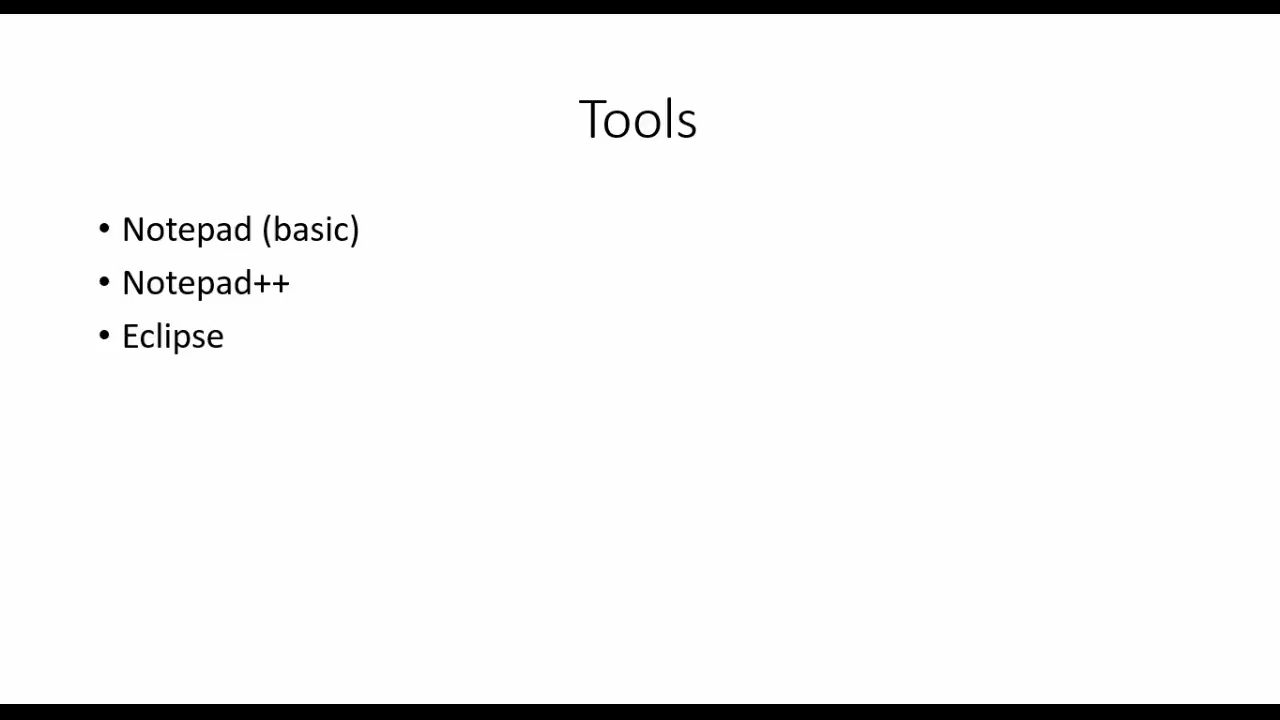 Tools
• Notepad (basic)
• Notepad++
• Eclipse